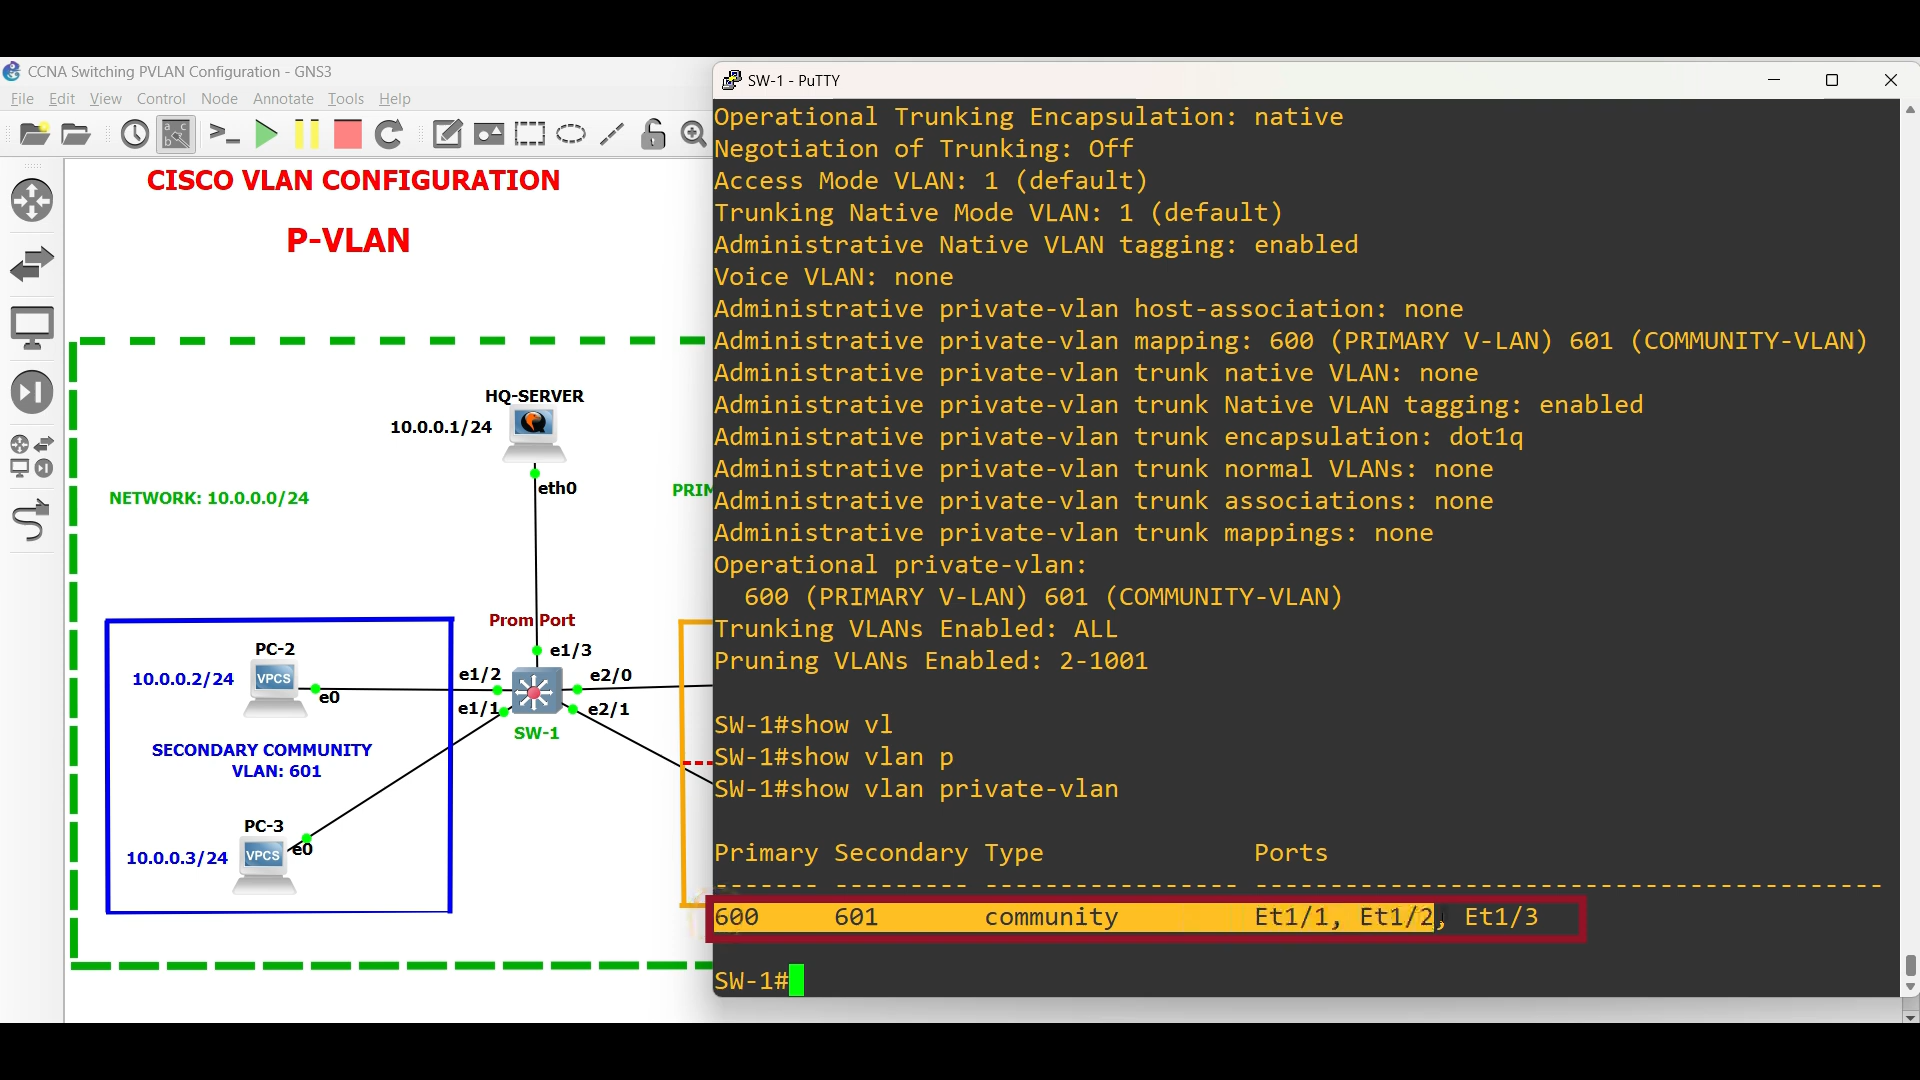 CCNA Switching PVLAN Configuration - GNS3
File Edit View Control Node Annotate Tools Help
CISCO VLAN CONFIGURATION
P-VLAN
HQ-SERVER
10.0.0.1/24
eth0
NETWORK: 10.0.0.0/24
PRIM
Prom Port
e1/3
PC-2
10.0.0.2/24
VPCS
e0
e1/2
e2/0
e1/1
e2/1
SW-1
SECONDARY COMMUNITY
VLAN: 601
PC-3
10.0.0.3/24
VPCS
e0
SW-1 - PuTTY
Operational Trunking Encapsulation: native
Negotiation of Trunking: Off
Access Mode VLAN: 1 (default)
Trunking Native Mode VLAN: 1 (default)
Administrative Native VLAN tagging: enabled
Voice VLAN: none
Administrative private-vlan host-association: none
Administrative private-vlan mapping: 600 (PRIMARY V-LAN) 601 (COMMUNITY-VLAN)
Administrative private-vlan trunk native VLAN: none
Administrative private-vlan trunk Native VLAN tagging: enabled
Administrative private-vlan trunk encapsulation: dot1q
Administrative private-vlan trunk normal VLANs: none
Administrative private-vlan trunk associations: none
Administrative private-vlan trunk mappings: none
Operational private-vlan:
600 (PRIMARY V-LAN) 601 (COMMUNITY-VLAN)
Trunking VLANs Enabled: ALL
Pruning VLANs Enabled: 2-1001
SW-1#show vl
SW-1#show vlan p
SW-1#show vlan private-vlan
Primary Secondary Type Ports
------- --------- ----------------- ------------------------------------------
600 601 community Et1/1, Et1/2, Et1/3
SW-1#